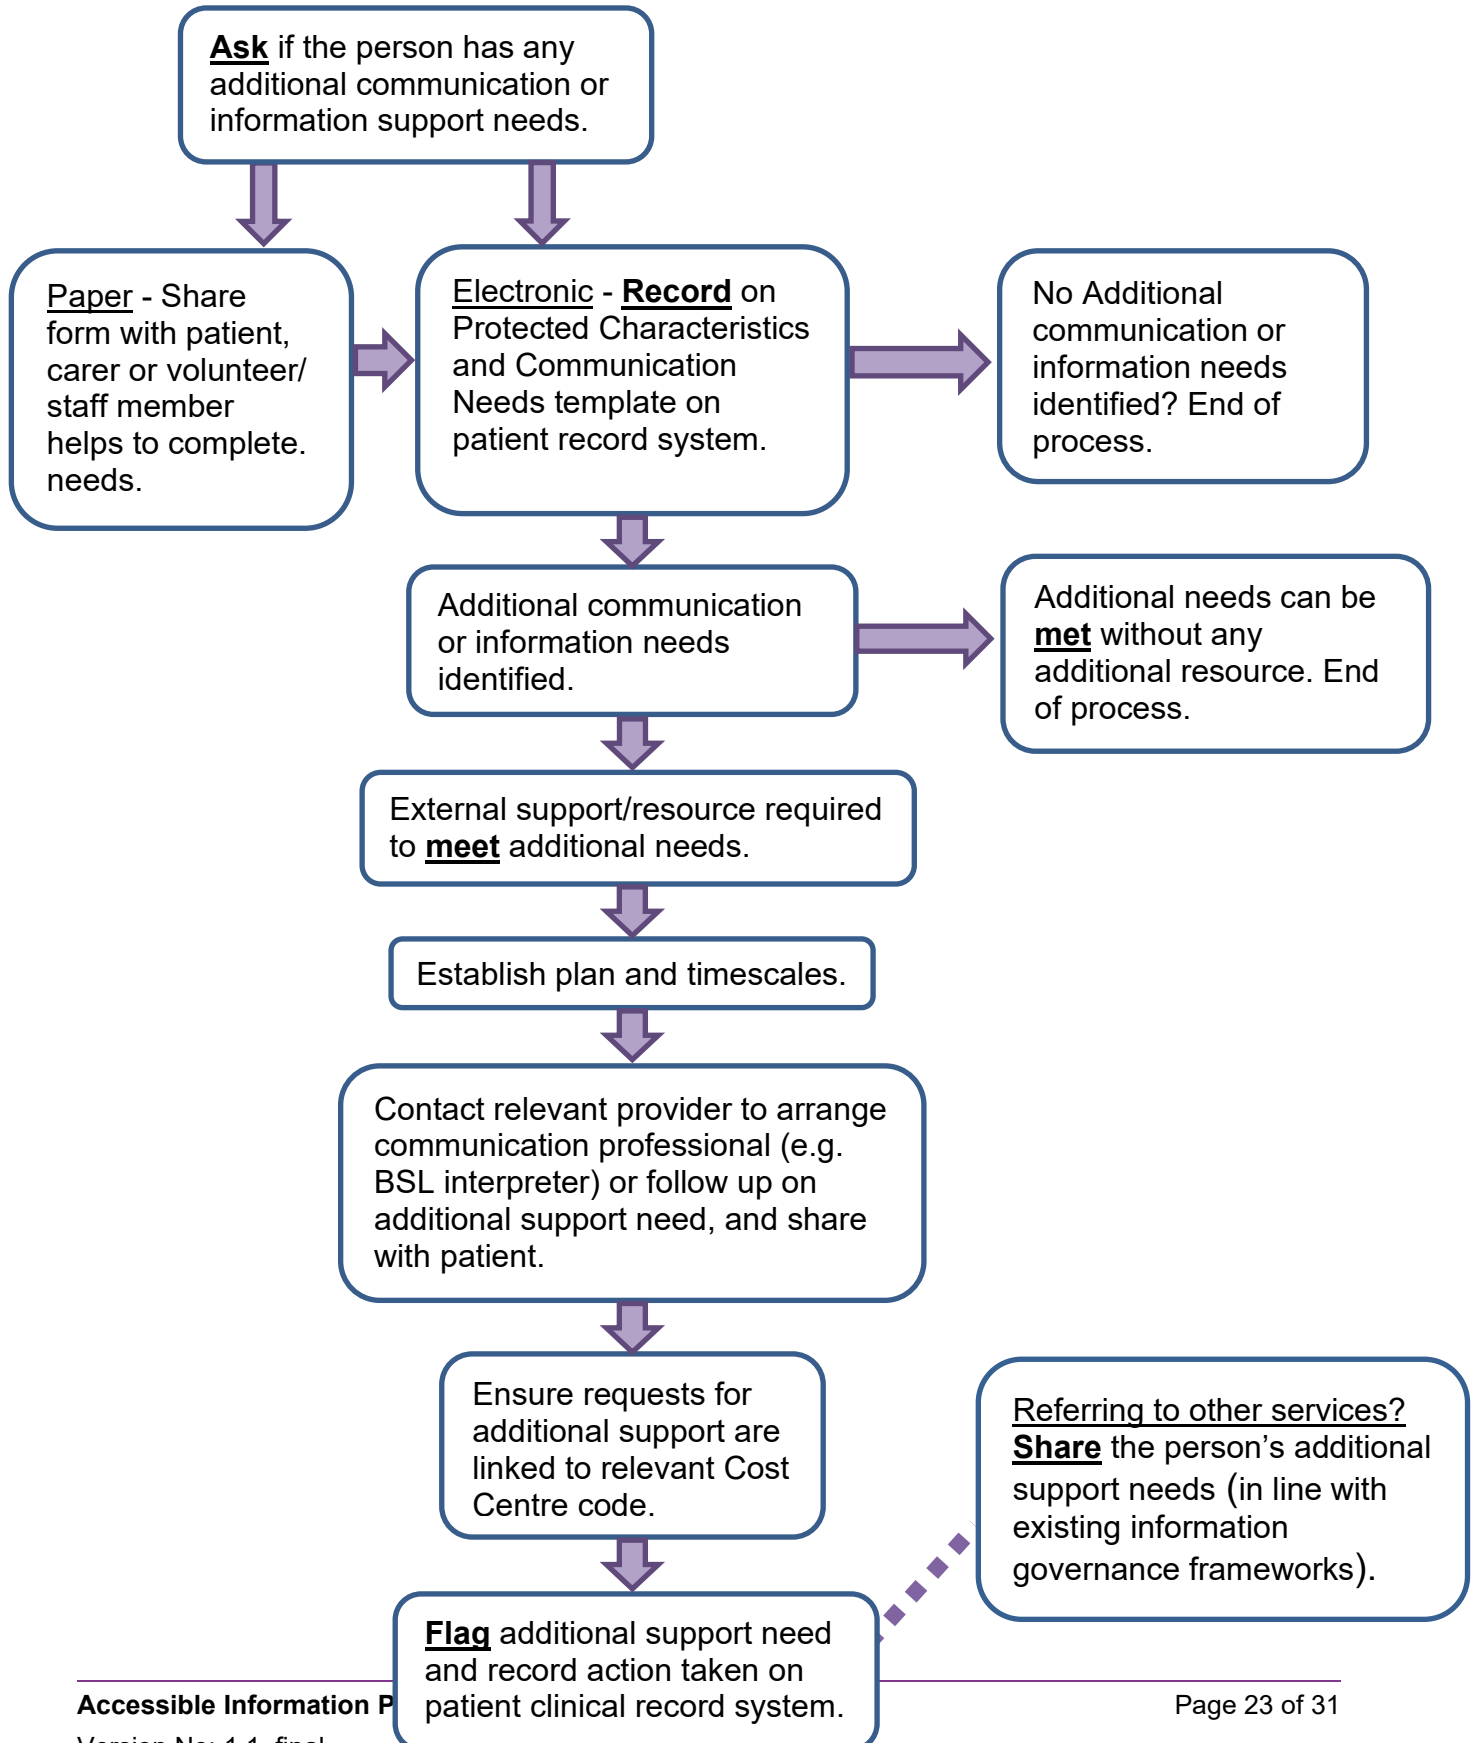 Ask if the person has any
additional communication or
information support needs.
Paper - Share
form with patient,
carer or volunteer/
staff member
helps to complete.
needs.
Electronic - Record on
Protected Characteristics
and Communication
Needs template on
patient record system.
No Additional
communication or
information needs
identified? End of
process.
Additional communication
or information needs
identified.
Additional needs can be
met without any
additional resource. End
of process.
External support/resource required
to meet additional needs.
Establish plan and timescales.
Contact relevant provider to arrange
communication professional (e.g.
BSL interpreter) or follow up on
additional support need, and share
with patient.
Ensure requests for
additional support are
linked to relevant Cost
Centre code.
Referring to other services?
Share the person’s additional
support needs (in line with
existing information
governance frameworks).
Flag additional support need
and record action taken on
patient clinical record system.
Accessible Information P
Page 23 of 31
Version No: 1.1 final